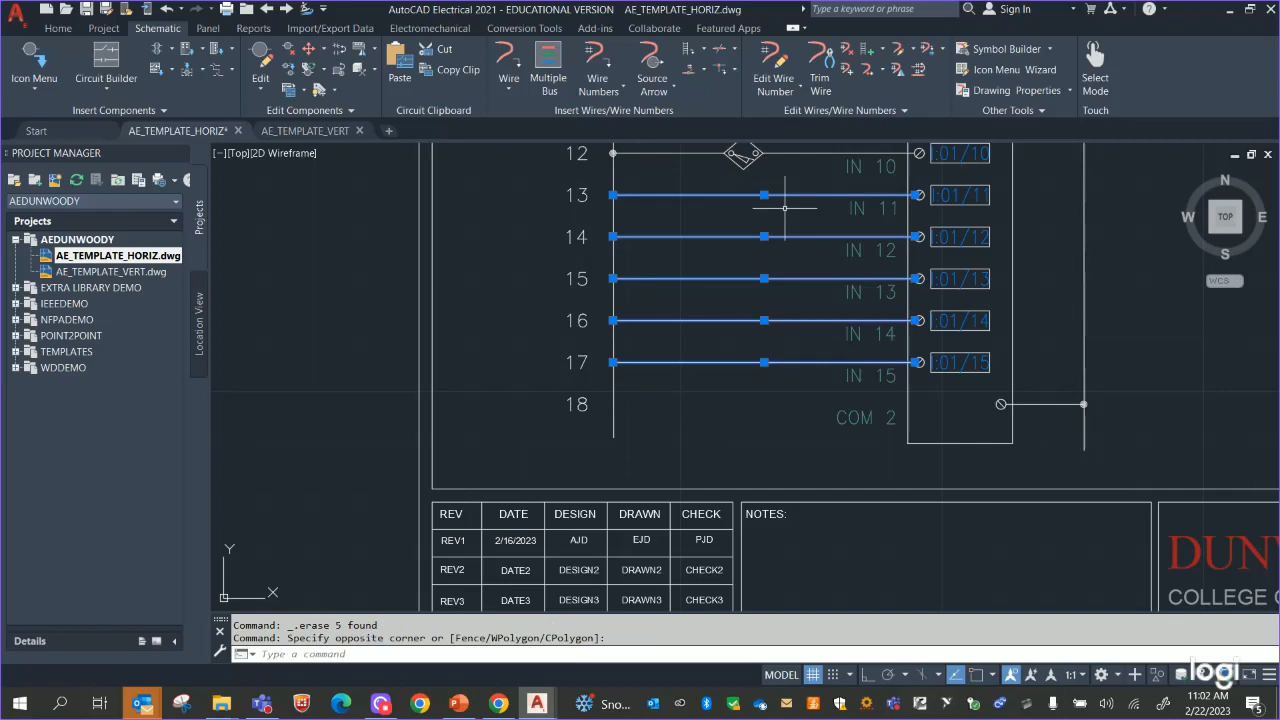 AutoCAD Electrical 2021 - EDUCATIONAL VERSION AE_TEMPLATE_HORIZ.dwg
Type a keyword or phrase
Sign In
Home Project Schematic Panel Reports Import/Export Data Electromechanical Conversion Tools Add-ins Collaborate Featured Apps
Icon Menu
Circuit Builder
Edit
Paste
Cut
Copy Clip
Wire
Multiple
Bus
Wire
Numbers
Source
Arrow
Edit Wire
Number
Trim
Wire
Symbol Builder
Icon Menu Wizard
Drawing Properties
Select
Mode
Insert Components
Edit Components
Circuit Clipboard
Insert Wires/Wire Numbers
Edit Wires/Wire Numbers
Other Tools
Touch
Start
AE_TEMPLATE_HORIZ*
AE_TEMPLATE_VERT
PROJECT MANAGER
AEDUNWOODY
Projects
AEDUNWOODY
AE_TEMPLATE_HORIZ.dwg
AE_TEMPLATE_VERT.dwg
EXTRA LIBRARY DEMO
IEEEDEMO
NFPADEMO
POINT2POINT
TEMPLATES
WDDEMO
Details
Projects
Location View
[−][Top][2D Wireframe]
12
IN 10
I:01/10
13
IN 11
I:01/11
14
IN 12
I:01/12
15
IN 13
I:01/13
16
IN 14
I:01/14
17
IN 15
I:01/15
18
COM 2
N
W
TOP
E
S
WCS
REV DATE DESIGN DRAWN CHECK
REV1 2/16/2023 AJD EJD PJD
REV2 DATE2 DESIGN2 DRAWN2 CHECK2
REV3 DATE3 DESIGN3 DRAWN3 CHECK3
NOTES:
DUNW
COLLEGE O
Y
X
Command: _.erase 5 found
Command: Specify opposite corner or [Fence/WPolygon/CPolygon]:
Type a command
MODEL
1:1
logi
Sno...
11:02 AM
2/22/2023
5